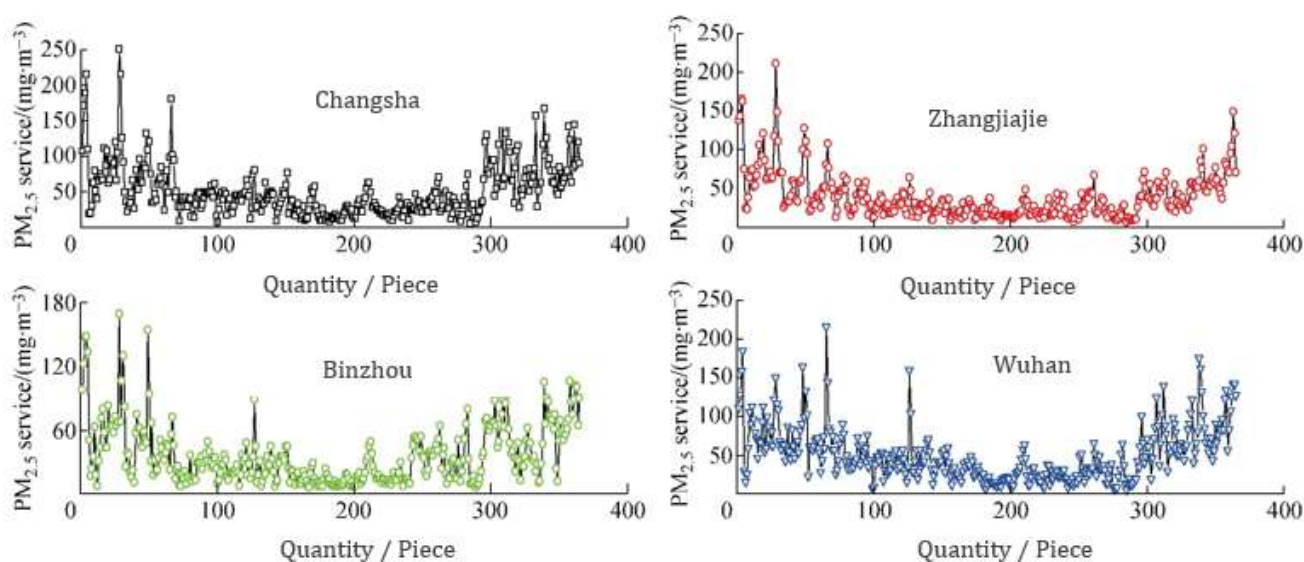 PM2.5 service/(mg·m−3)
250
200
150
100
50
0 100 200 300 400
Changsha
Quantity / Piece
PM2.5 service/(mg·m−3)
250
200
150
100
50
0 100 200 300 400
Zhangjiajie
Quantity / Piece
PM2.5 service/(mg·m−3)
180
120
60
0 100 200 300 400
Binzhou
Quantity / Piece
PM2.5 service/(mg·m−3)
250
200
150
100
50
0 100 200 300 400
Wuhan
Quantity / Piece